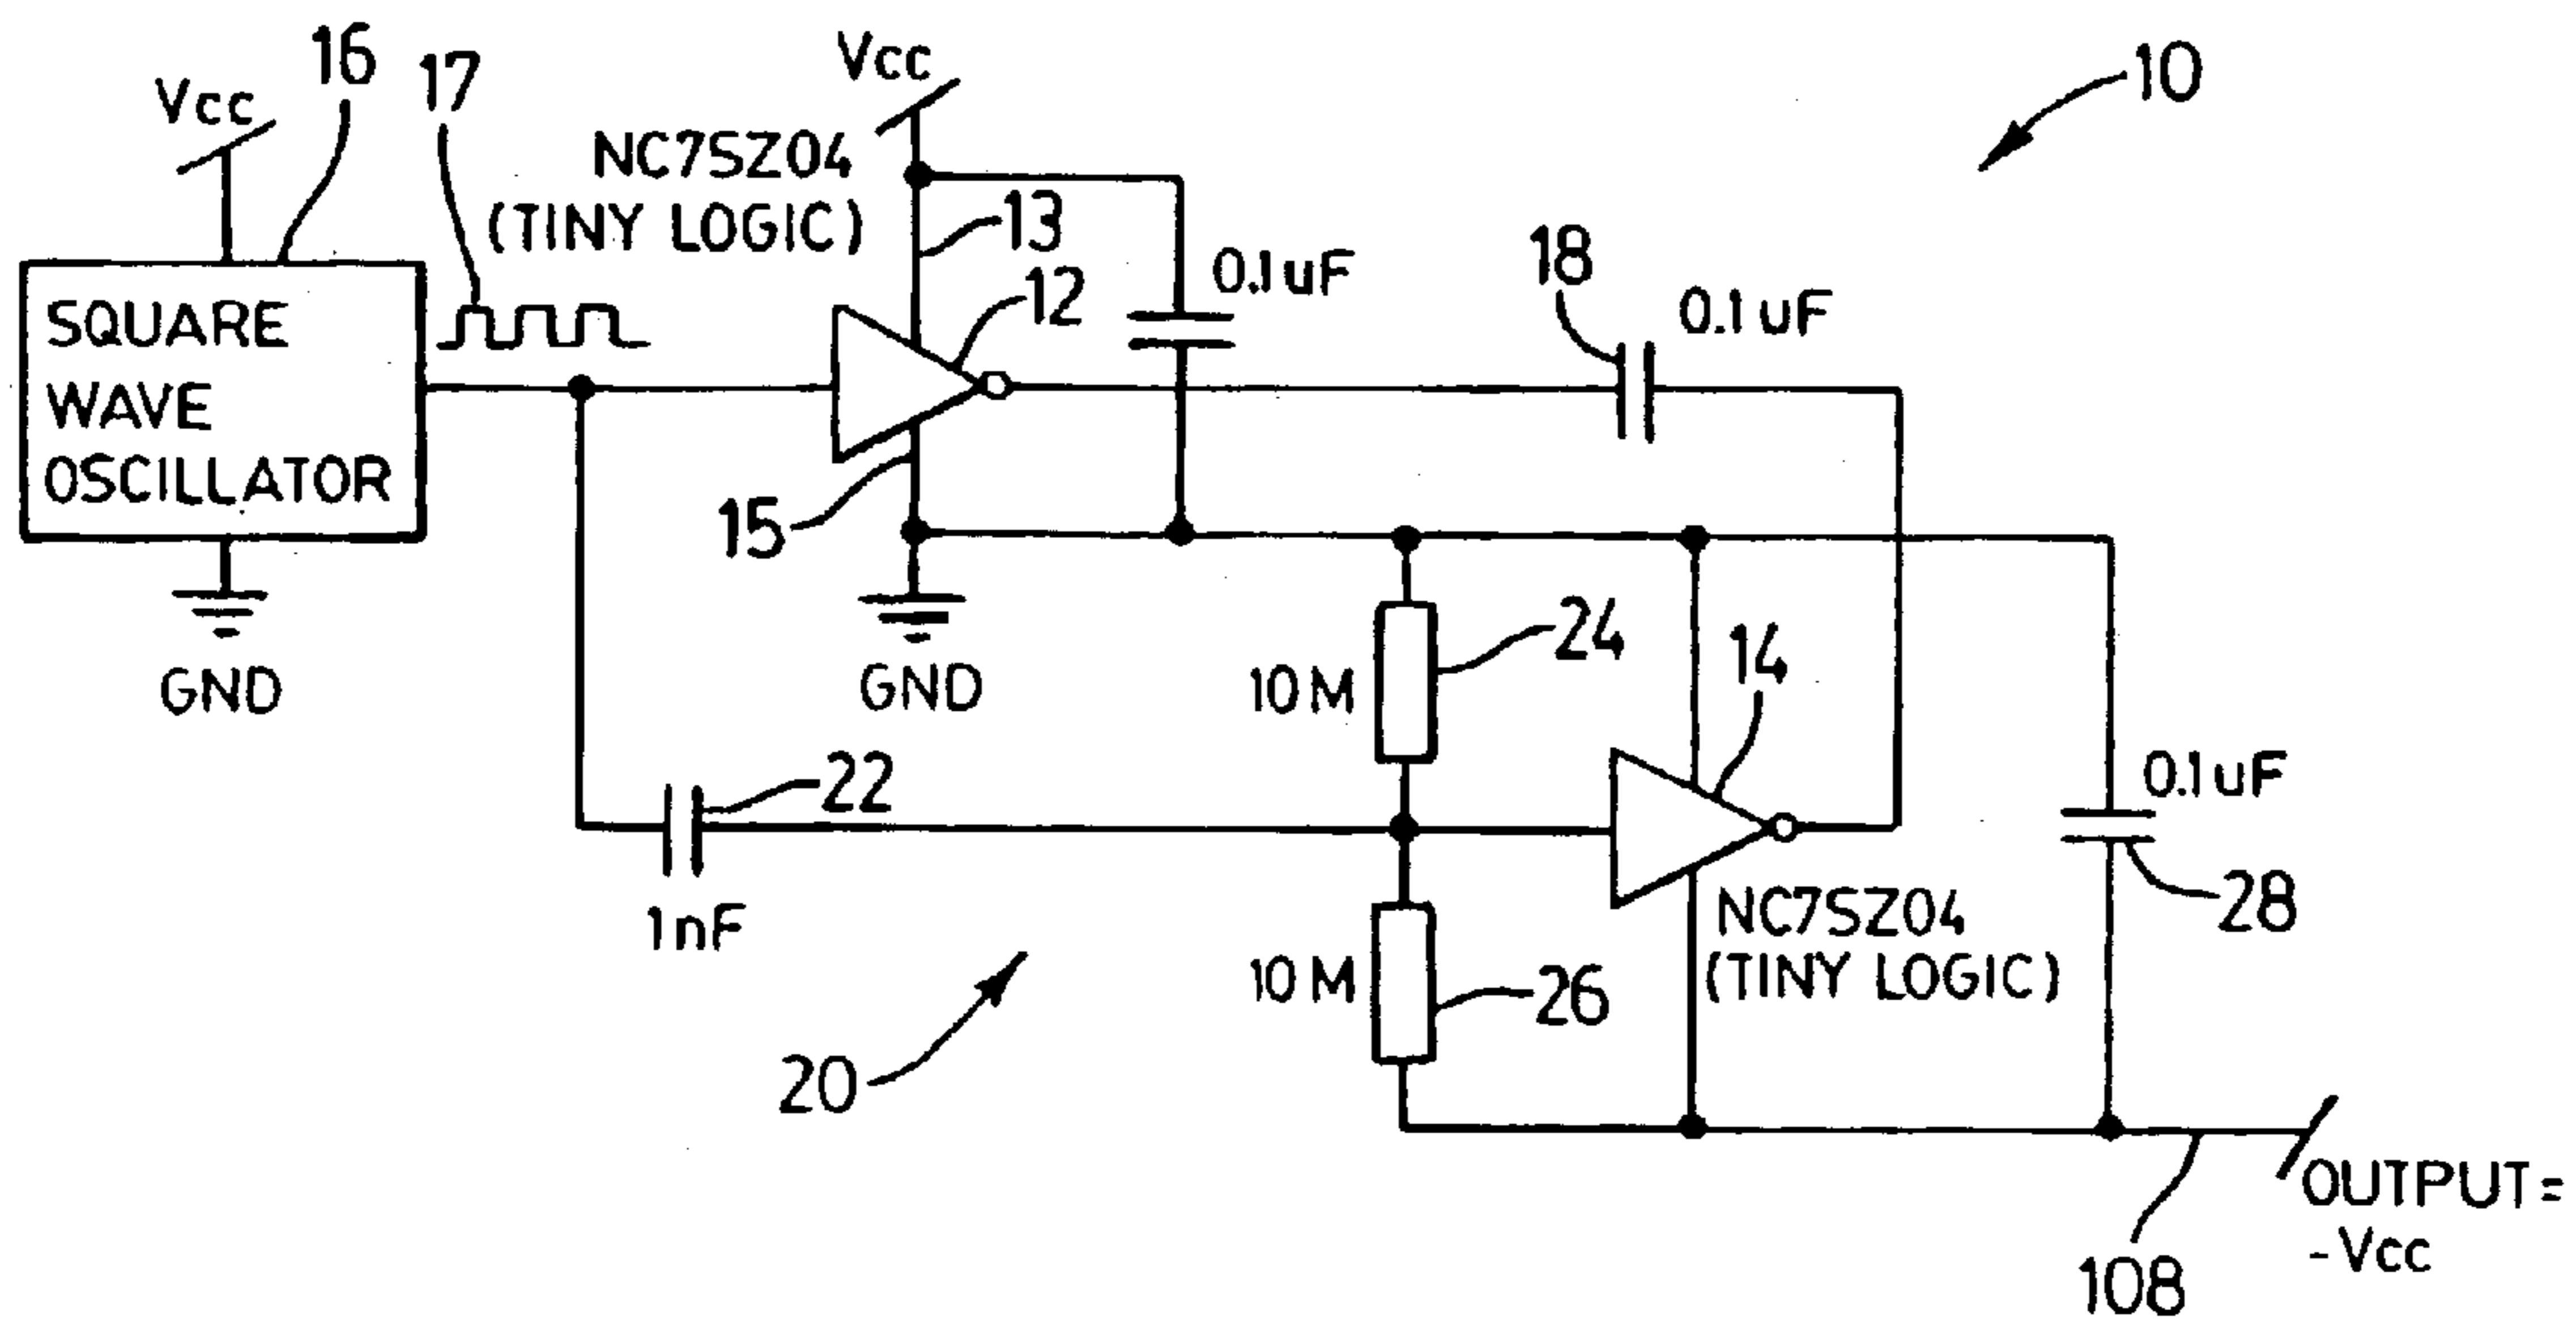 16
17
Vcc
Vcc
10
NC7SZ04
(TINY LOGIC)
13
12
0.1uF
18
0.1uF
SQUARE
WAVE
OSCILLATOR
15
GND
GND
24
10M
14
22
1nF
0.1uF
28
NC7SZ04
(TINY LOGIC)
10M
26
20
OUTPUT=
-Vcc
108